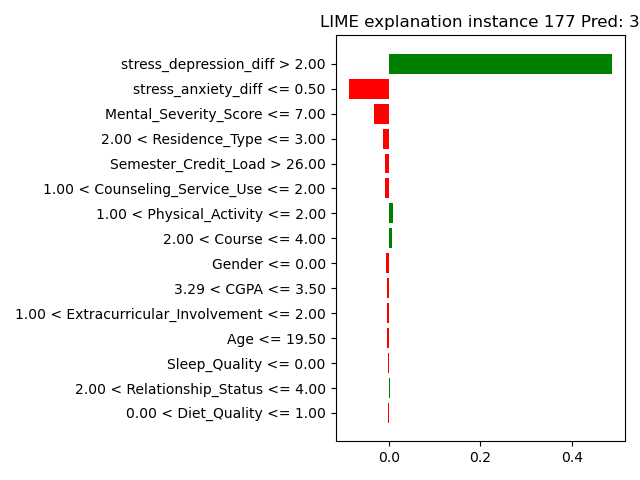 LIME explanation instance 177 Pred: 3
stress_depression_diff > 2.00
stress_anxiety_diff <= 0.50
Mental_Severity_Score <= 7.00
2.00 < Residence_Type <= 3.00
Semester_Credit_Load > 26.00
1.00 < Counseling_Service_Use <= 2.00
1.00 < Physical_Activity <= 2.00
2.00 < Course <= 4.00
Gender <= 0.00
3.29 < CGPA <= 3.50
1.00 < Extracurricular_Involvement <= 2.00
Age <= 19.50
Sleep_Quality <= 0.00
2.00 < Relationship_Status <= 4.00
0.00 < Diet_Quality <= 1.00
0.0 0.2 0.4